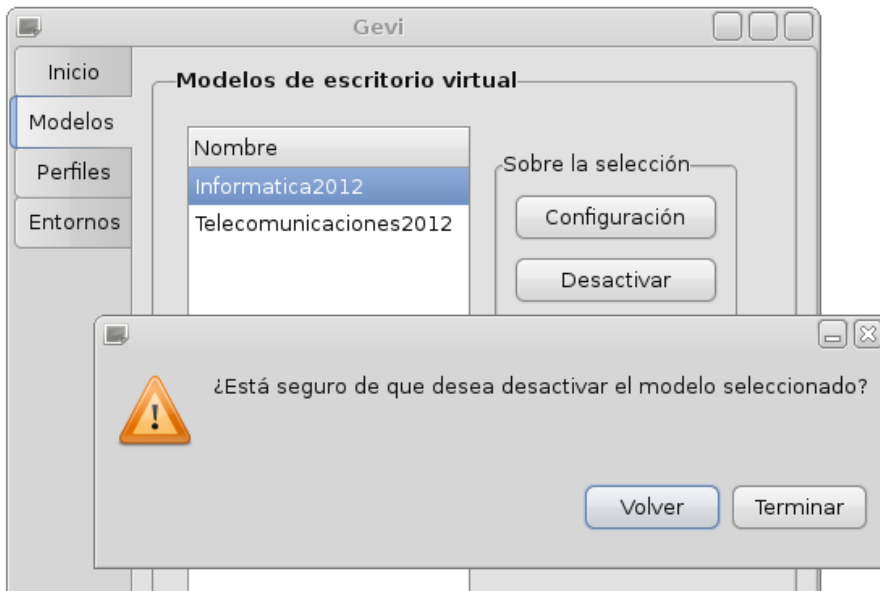 Gevi
Inicio
Modelos
Perfiles
Entornos
Modelos de escritorio virtual
Nombre
Informatica2012
Telecomunicaciones2012
Sobre la selección
Configuración
Desactivar
¿Está seguro de que desea desactivar el modelo seleccionado?
Volver
Terminar